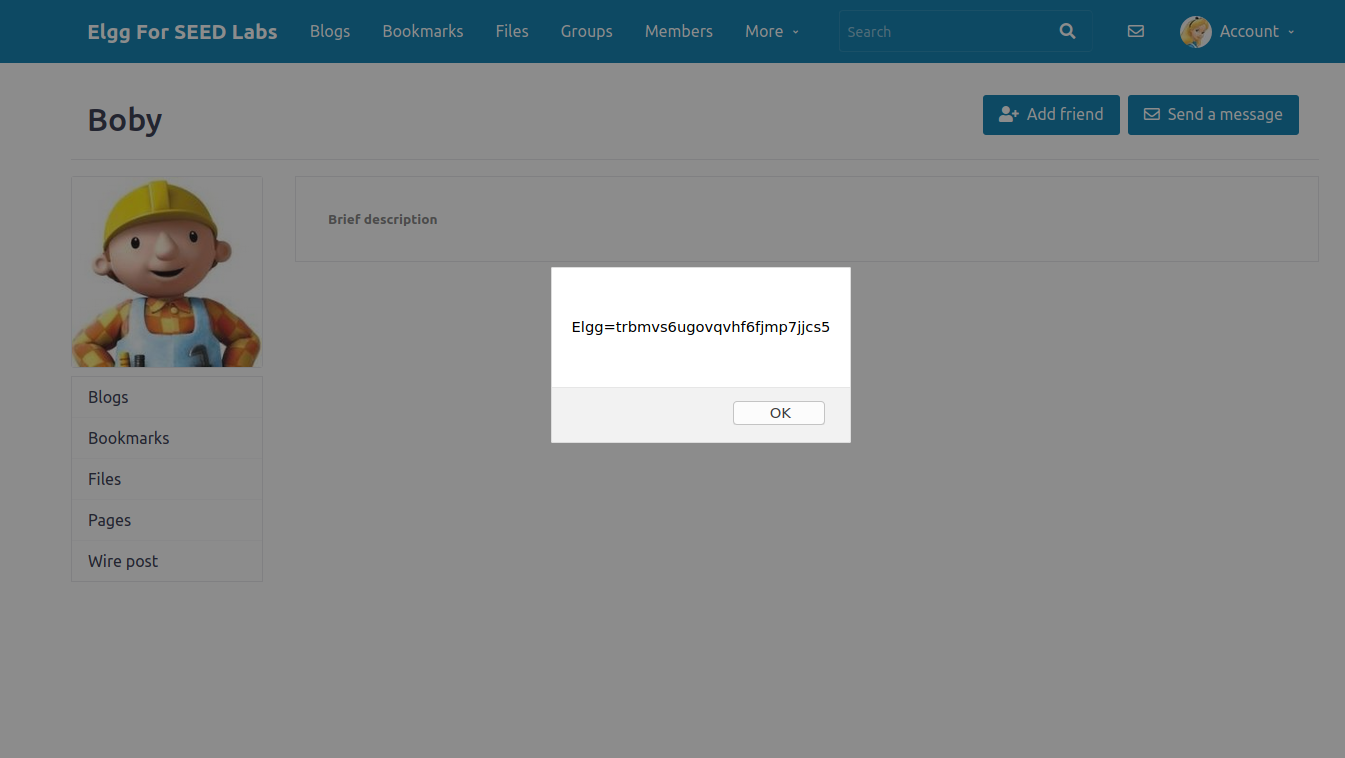 Elgg For SEED Labs Blogs Bookmarks Files Groups Members More Search Account
Boby
Add friend Send a message
Brief description
Elgg=trbmvs6ugovqvhf6fjmp7jjcs5
OK
Blogs
Bookmarks
Files
Pages
Wire post